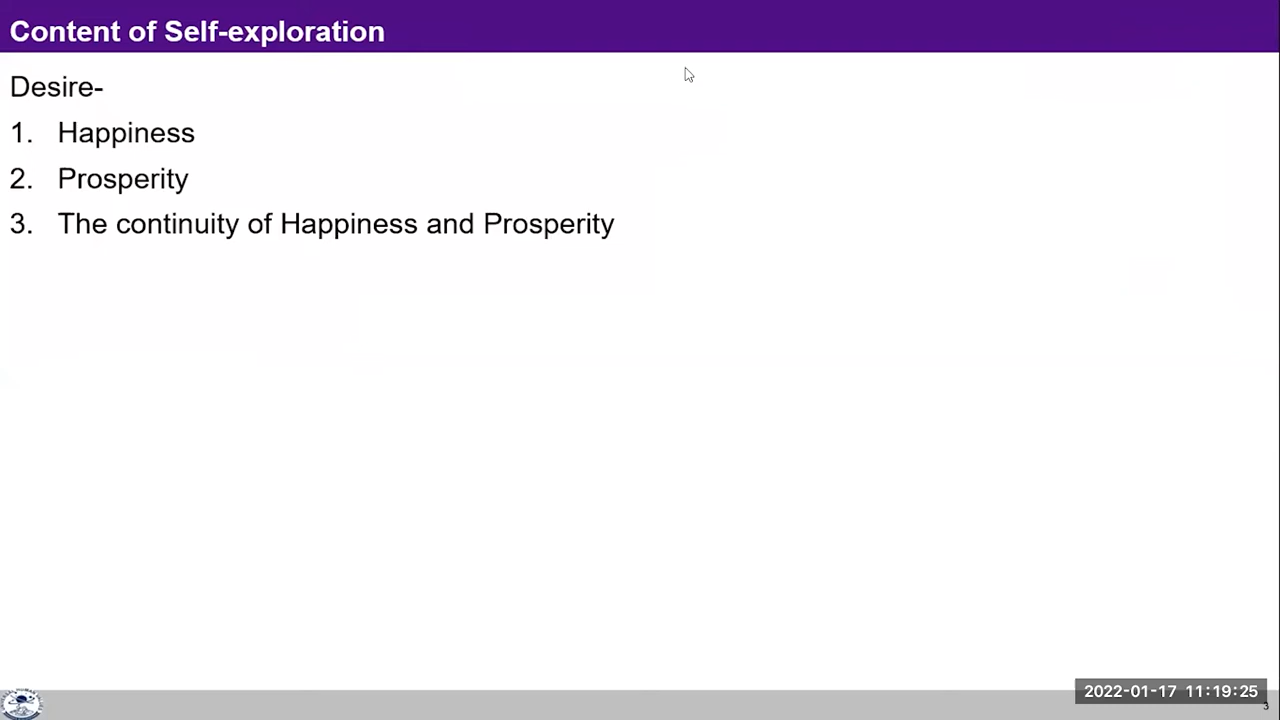 Content of Self-exploration
Desire-
1. Happiness
2. Prosperity
3. The continuity of Happiness and Prosperity
2022-01-17 11:19:25
3